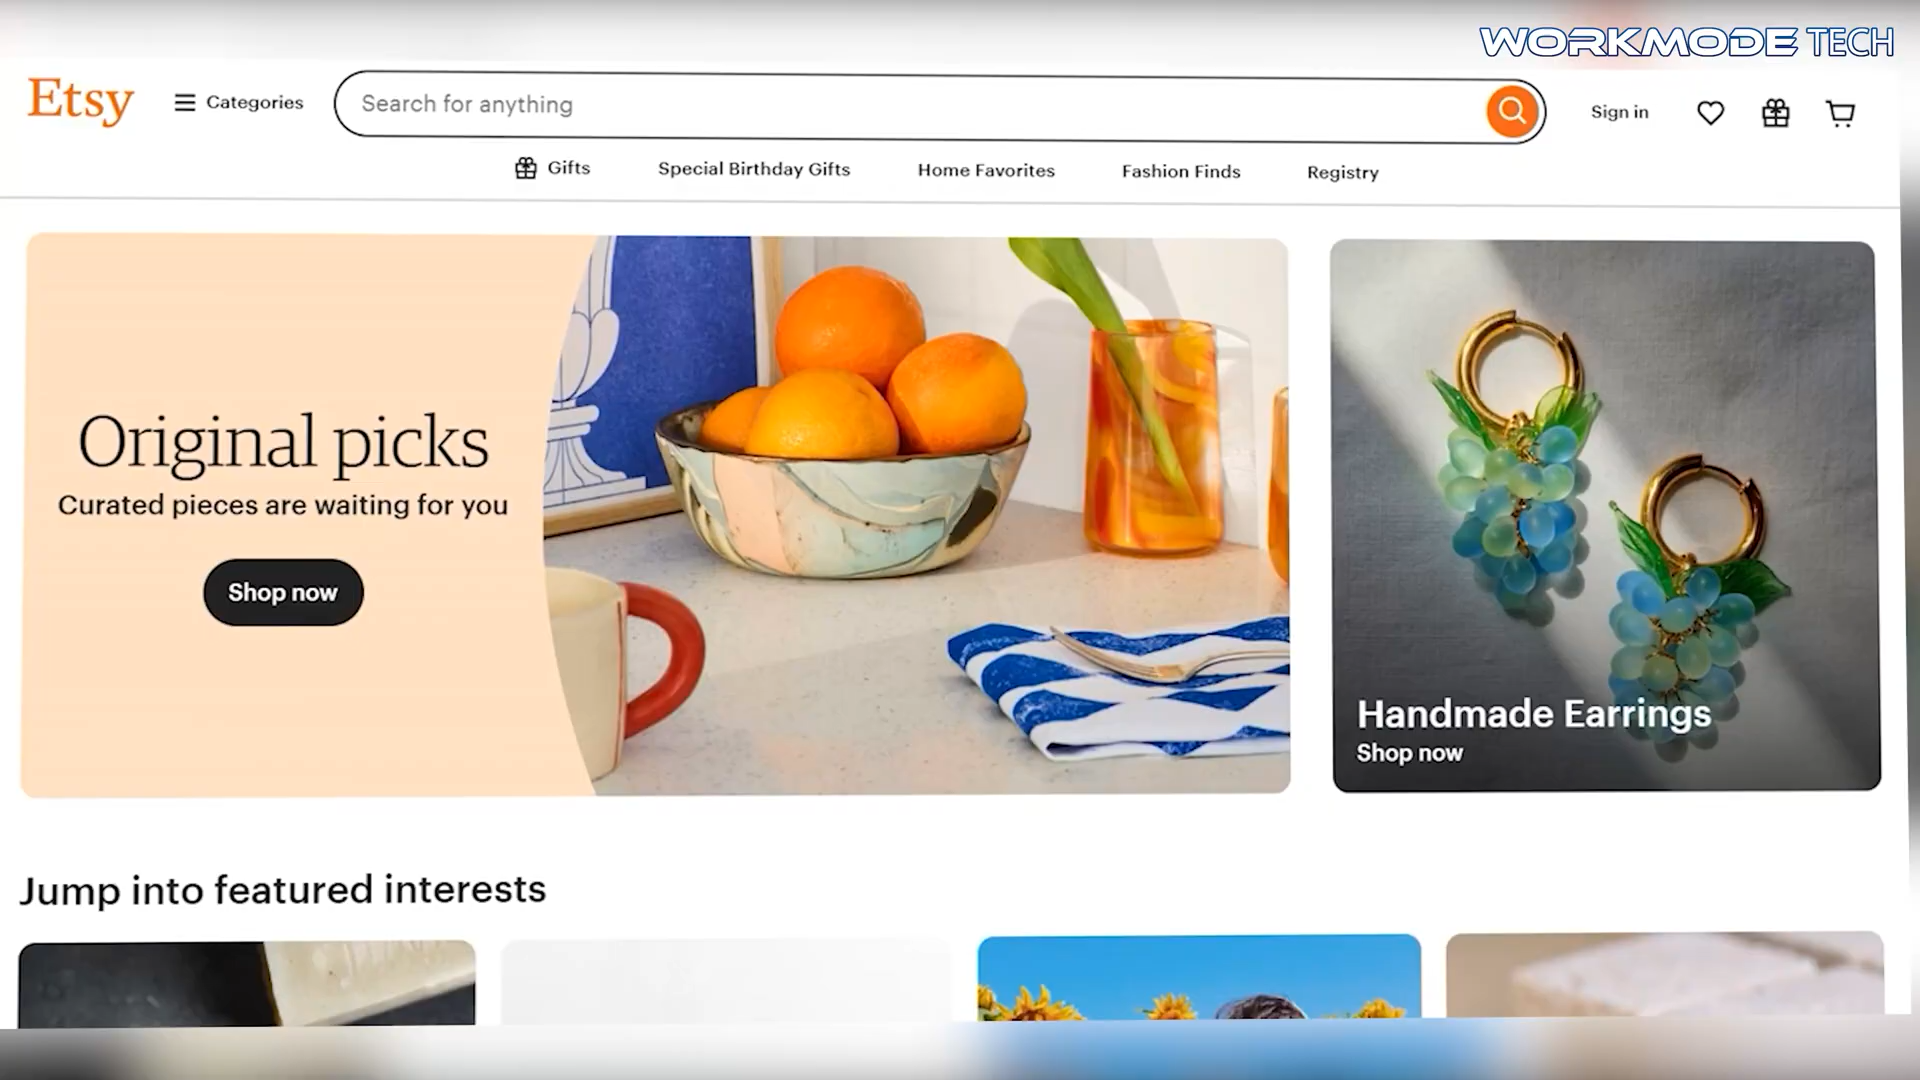 WORKMODE TECH
Etsy
Categories
Search for anything
Sign in
Gifts
Special Birthday Gifts
Home Favorites
Fashion Finds
Registry
Original picks
Curated pieces are waiting for you
Shop now
Handmade Earrings
Shop now
Jump into featured interests